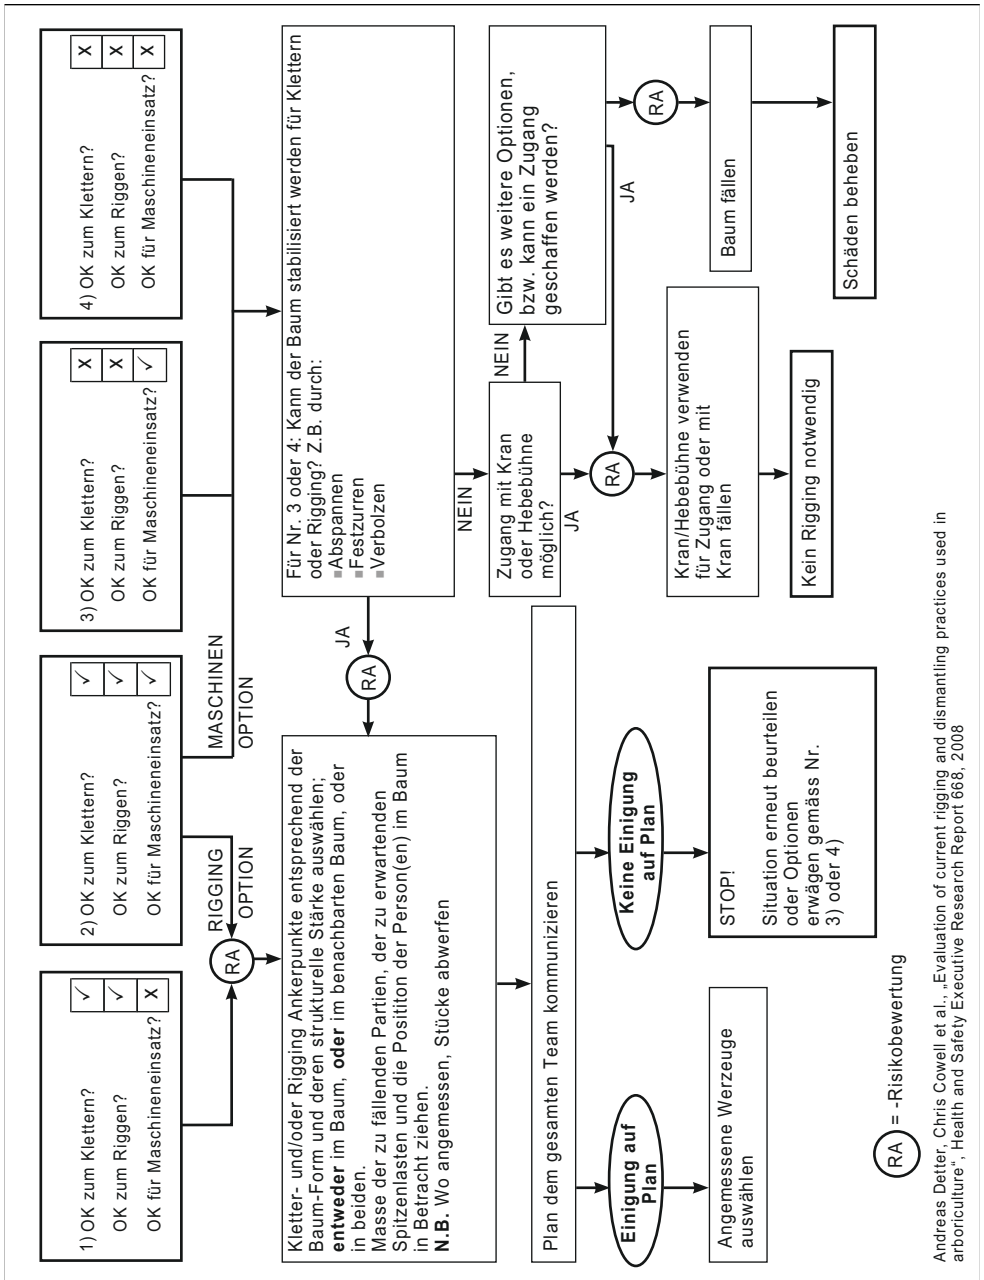 1) OK zum Klettern? ✓
OK zum Riggen? ✓
OK für Maschineneinsatz? X
2) OK zum Klettern? ✓
OK zum Riggen? ✓
OK für Maschineneinsatz? ✓
3) OK zum Klettern? X
OK zum Riggen? X
OK für Maschineneinsatz? ✓
4) OK zum Klettern? X
OK zum Riggen? X
OK für Maschineneinsatz? X
RIGGING
OPTION
MASCHINEN
OPTION
RA
Kletter- und/oder Rigging Ankerpunkte entsprechend der
Baum-Form und deren strukturelle Stärke auswählen;
entweder im Baum, oder im benachbarten Baum, oder
in beiden.
Masse der zu fällenden Partien, der zu erwartenden
Spitzenlasten und die Positition der Person(en) im Baum
in Betracht ziehen.
N.B. Wo angemessen, Stücke abwerfen
JA
RA
Für Nr. 3 oder 4: Kann der Baum stabilisiert werden für Klettern
oder Rigging? Z.B. durch:
▪ Abspannen
▪ Festzurren
▪ Verbolzen
NEIN
Zugang mit Kran
oder Hebebühne
möglich?
NEIN
Gibt es weitere Optionen,
bzw. kann ein Zugang
geschaffen werden?
JA
RA
JA
RA
Plan dem gesamten Team kommunizieren
Kran/Hebebühne verwenden
für Zugang oder mit
Kran fällen
Baum fällen
Einigung auf
Plan
Keine Einigung
auf Plan
Kein Rigging notwendig
Schäden beheben
Angemessene Werzeuge
auswählen
STOP!
Situation erneut beurteilen
oder Optionen
erwägen gemäss Nr.
3) oder 4)
RA = -Risikobewertung
Andreas Detter, Chris Cowell et al., „Evaluation of current rigging and dismantling practices used in
arboriculture“, Health and Safety Executive Research Report 668, 2008